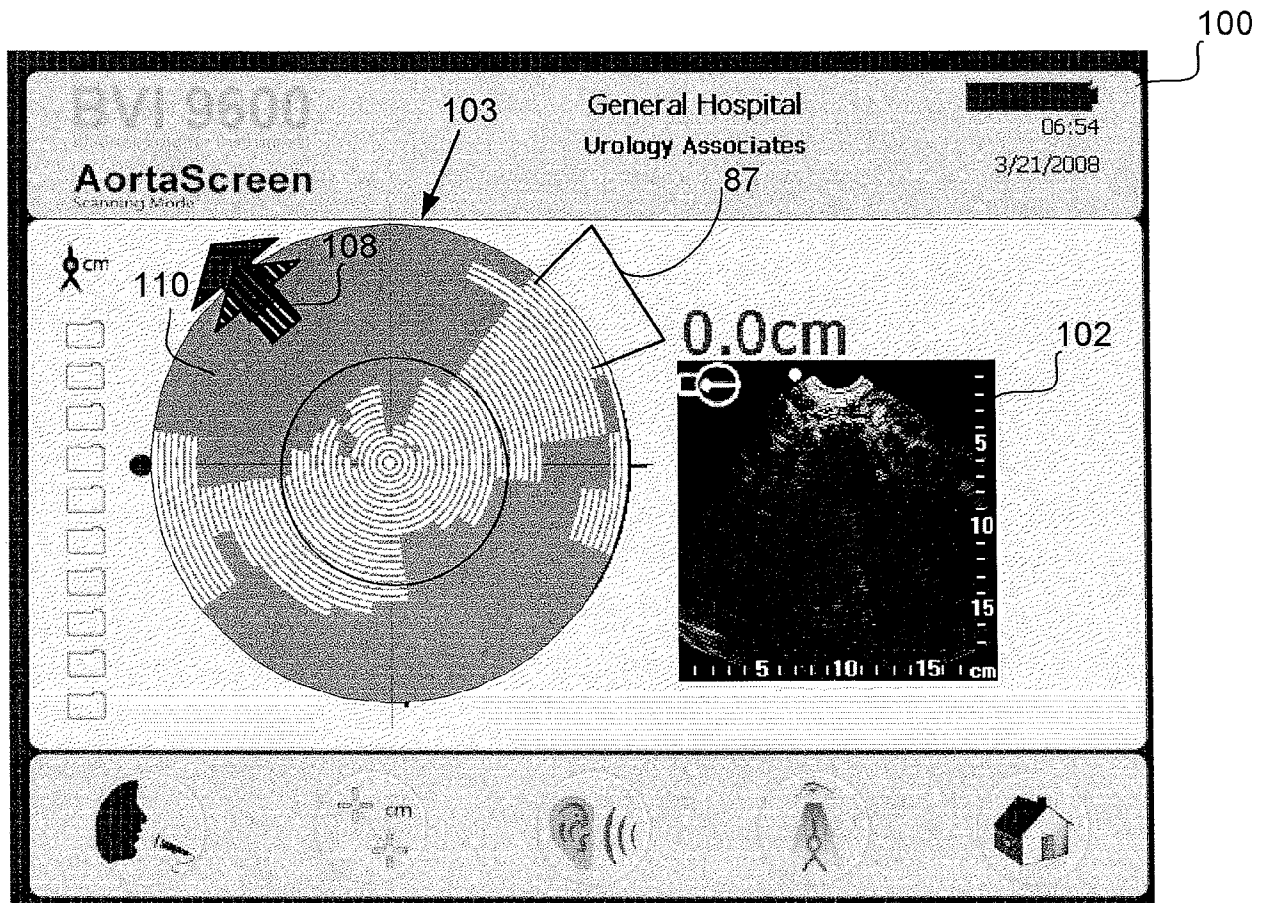 100
BVI 9600
103
General Hospital
06:54
Urology Associates
3/21/2008
AortaScreen
87
Scanning Mode
cm
108
110
0.0cm
102
5
10
15
5 10 15 cm
cm